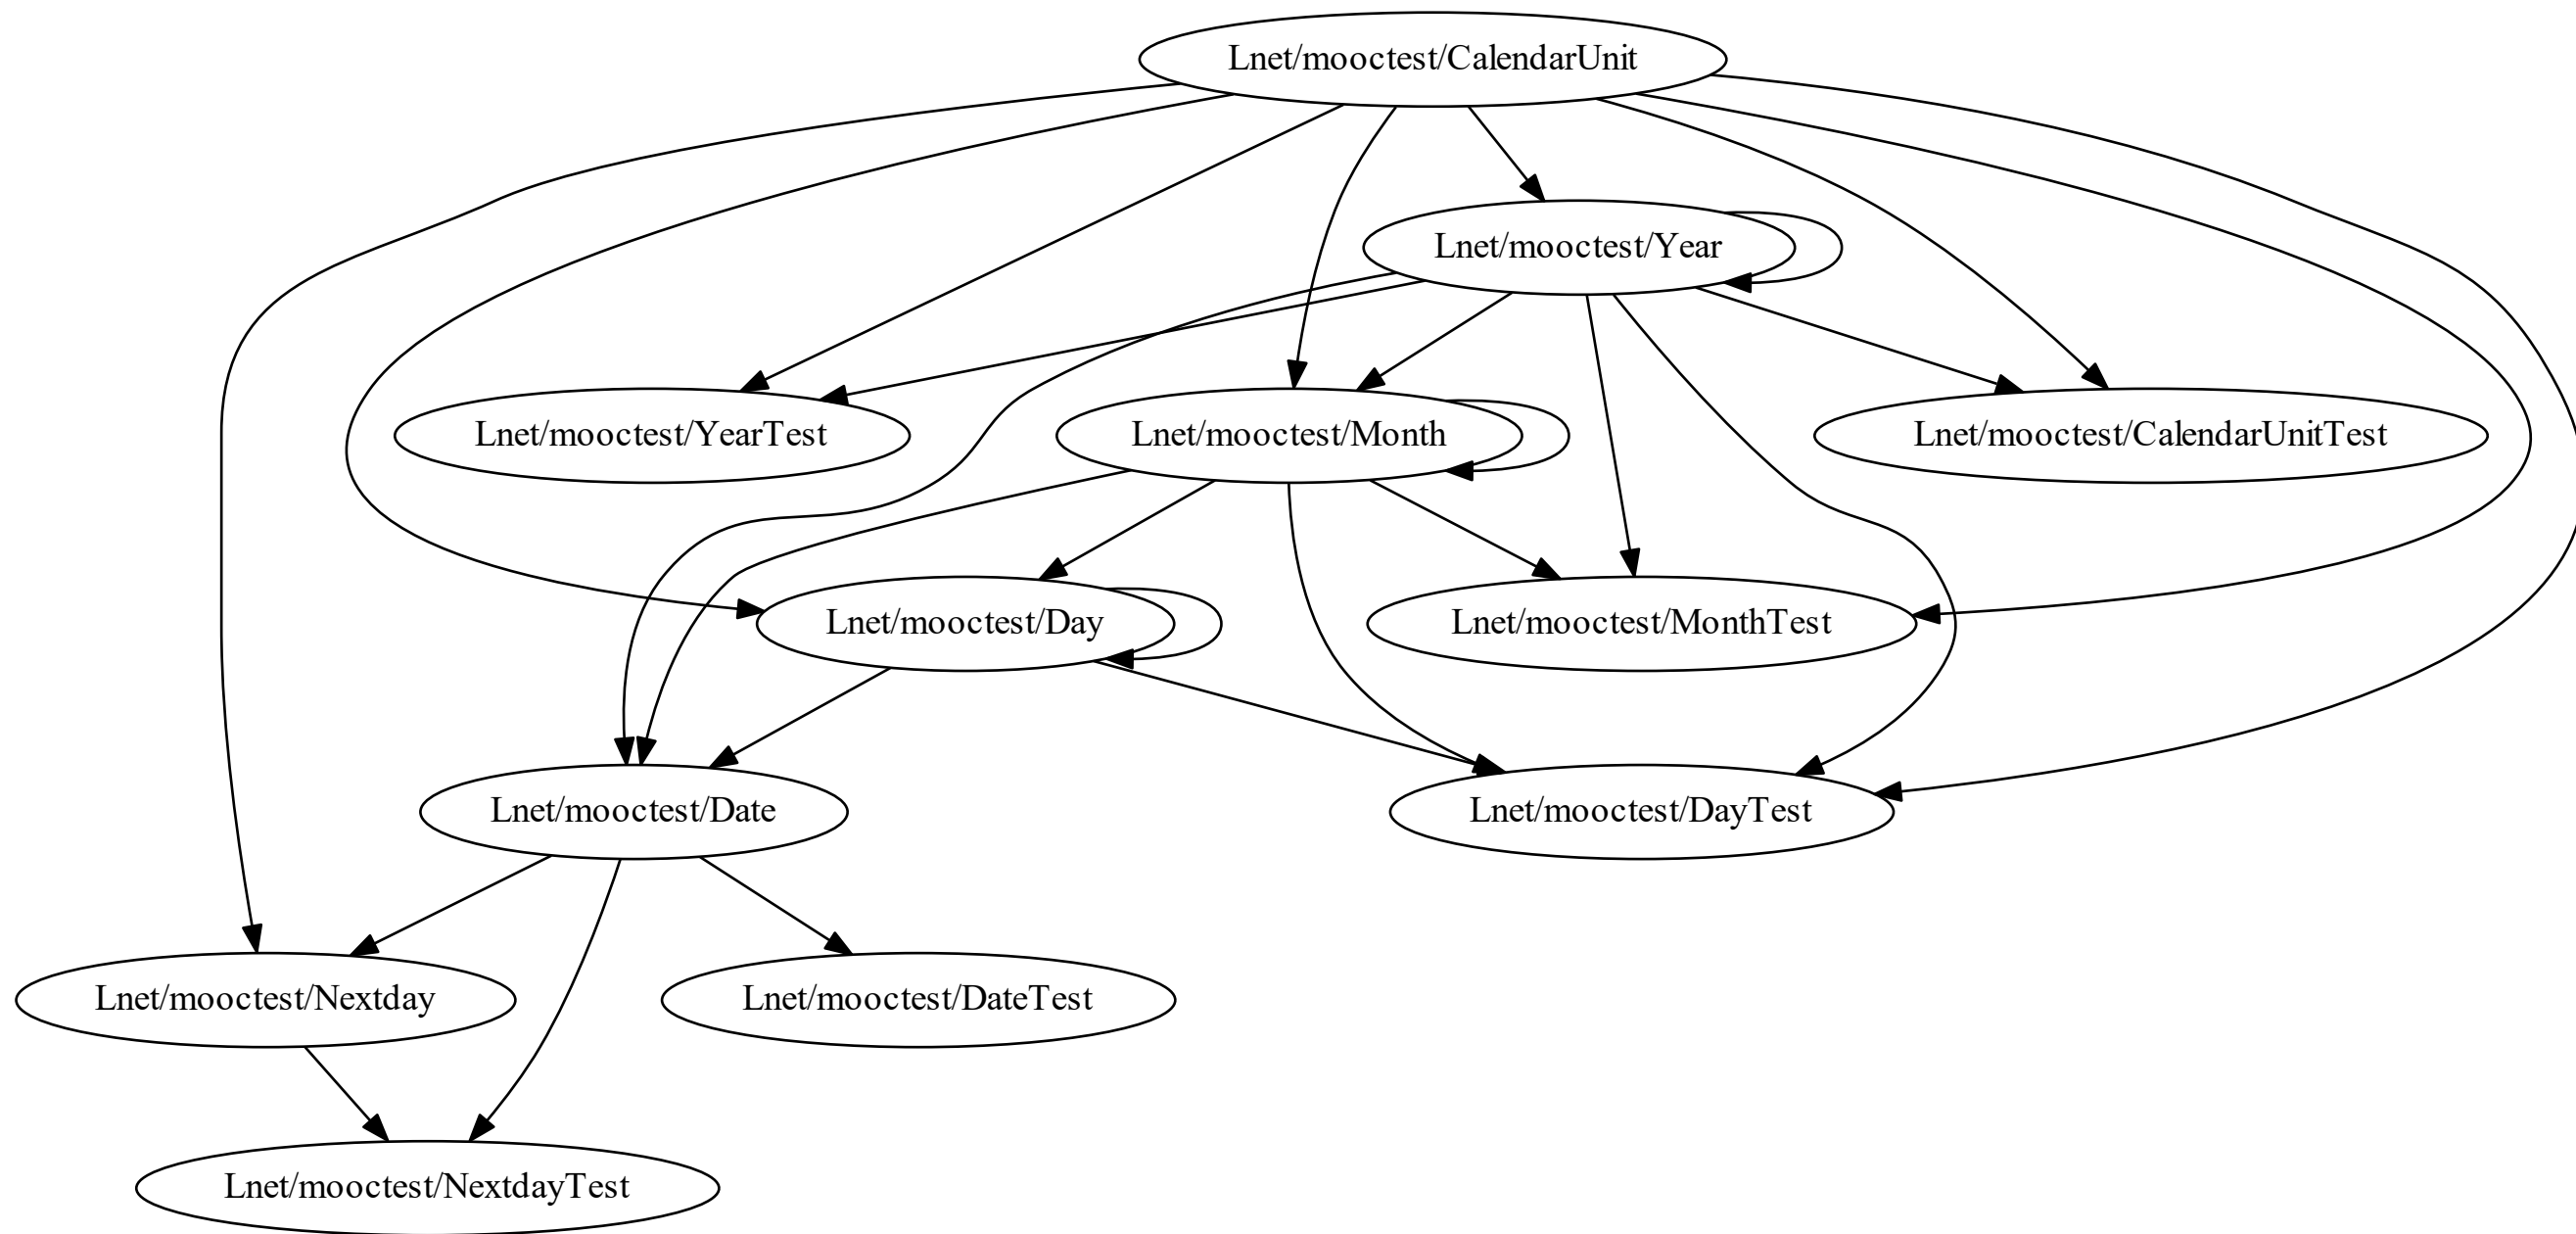 Lnet/mooctest/CalendarUnit
Lnet/mooctest/Year
Lnet/mooctest/YearTest
Lnet/mooctest/Month
Lnet/mooctest/CalendarUnitTest
Lnet/mooctest/Day
Lnet/mooctest/MonthTest
Lnet/mooctest/Date
Lnet/mooctest/DayTest
Lnet/mooctest/Nextday
Lnet/mooctest/DateTest
Lnet/mooctest/NextdayTest